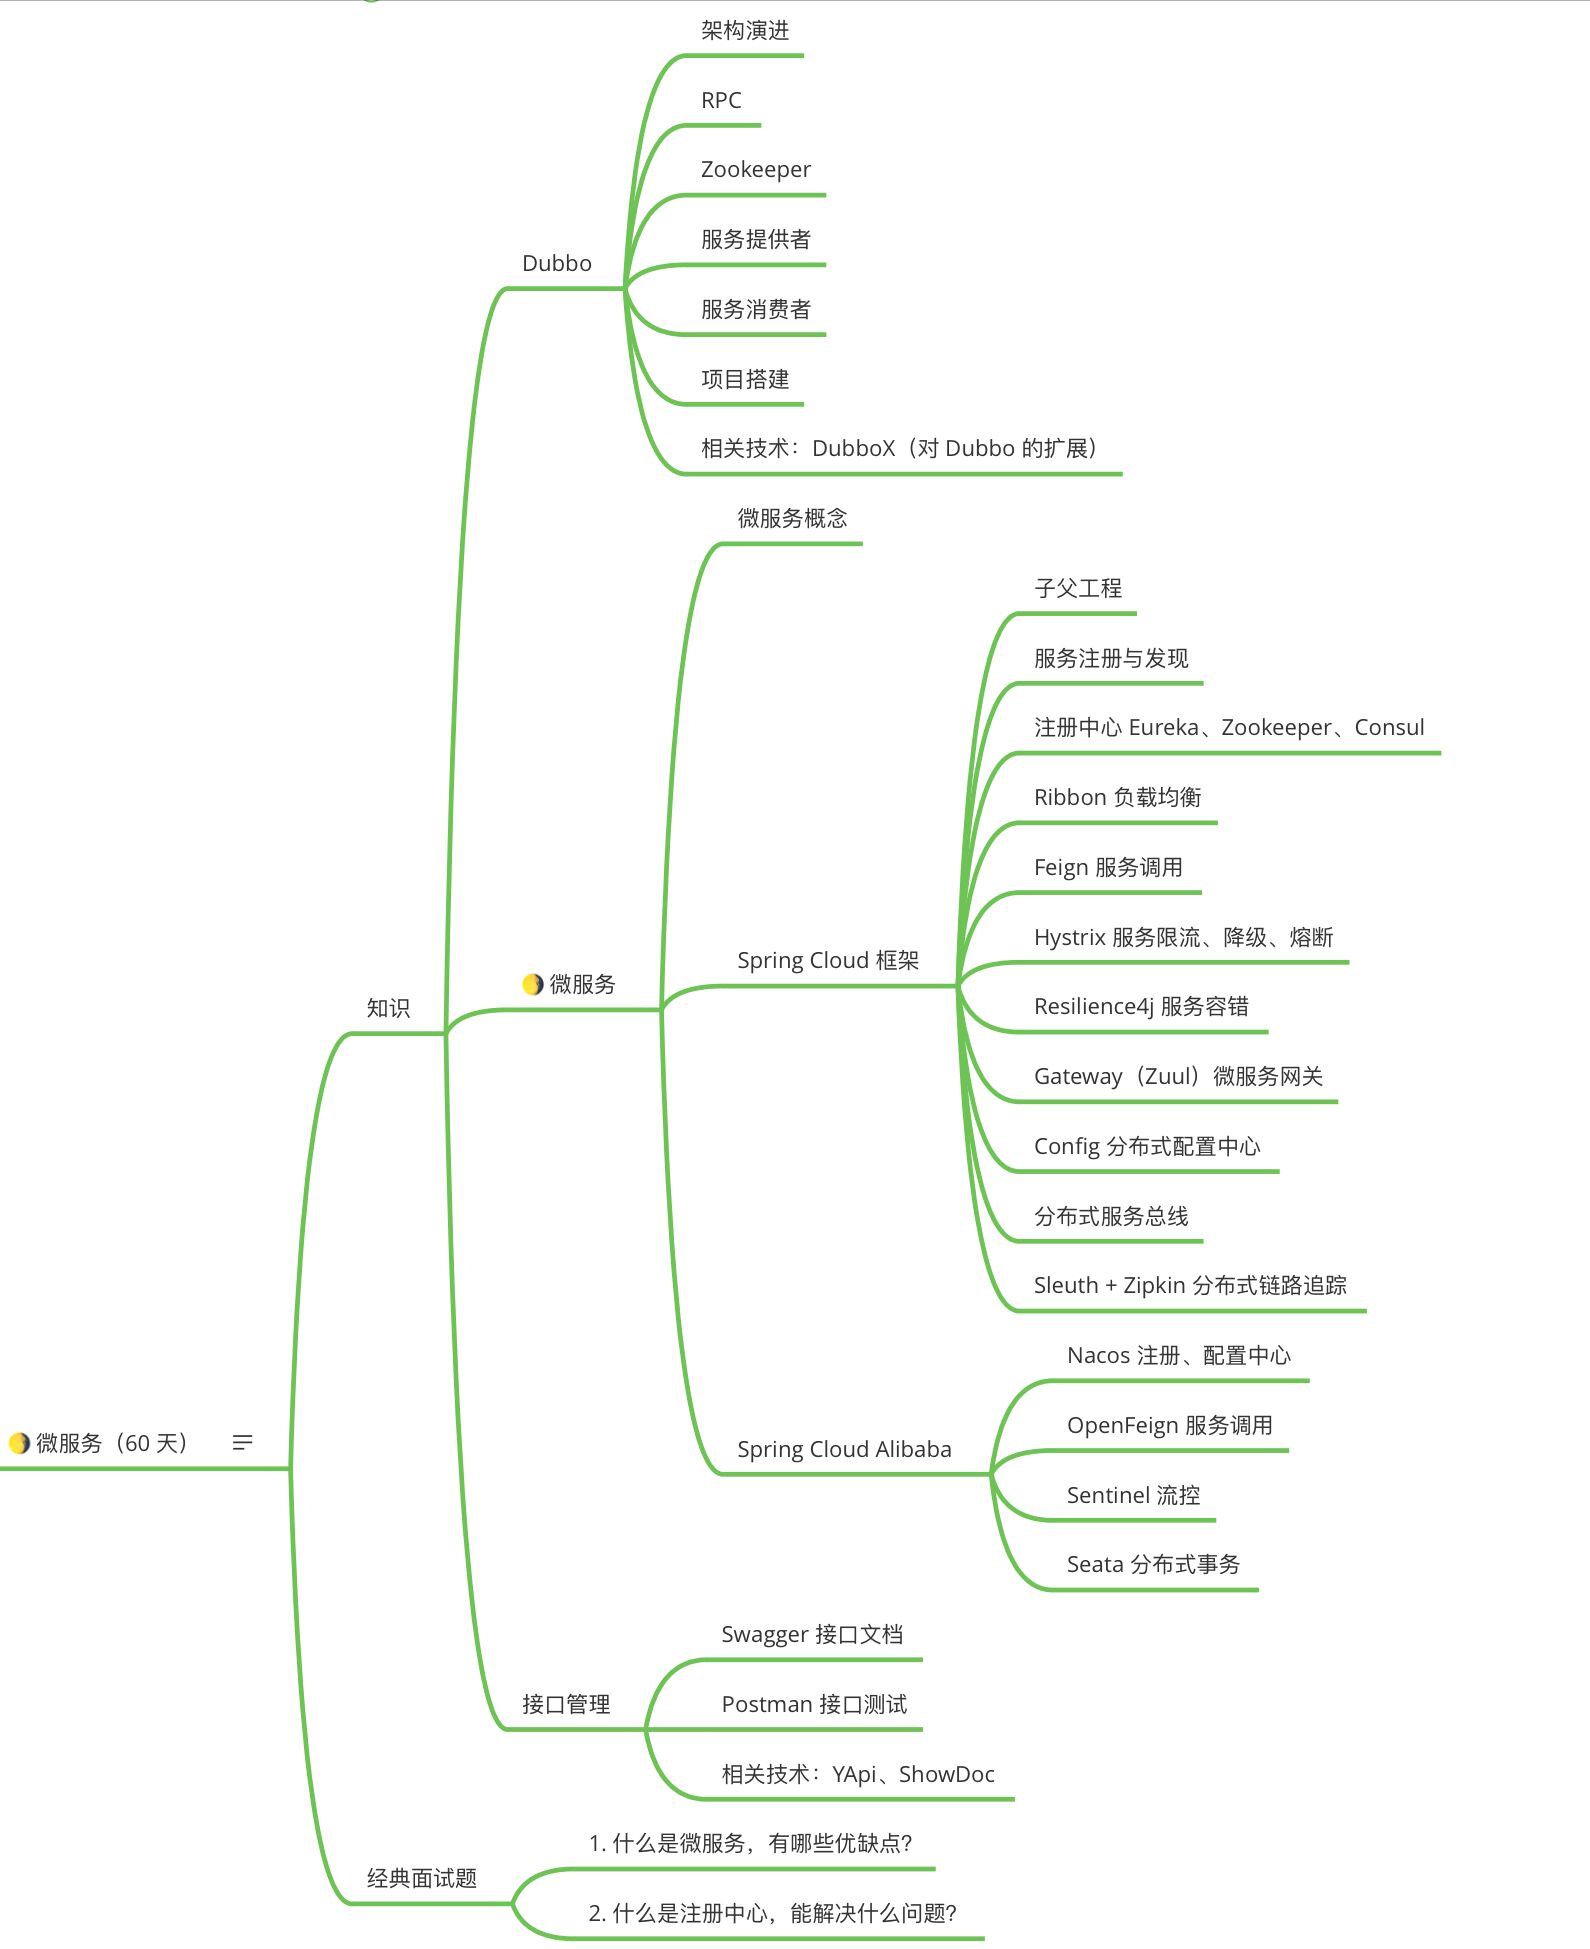 架构演进
RPC
Zookeeper
服务提供者
Dubbo
服务消费者
项目搭建
相关技术：DubboX（对 Dubbo 的扩展）
微服务概念
子父工程
服务注册与发现
注册中心 Eureka、Zookeeper、Consul
Ribbon 负载均衡
Feign 服务调用
Hystrix 服务限流、降级、熔断
Spring Cloud 框架
微服务
知识
Resilience4j 服务容错
Gateway（Zuul）微服务网关
Config 分布式配置中心
分布式服务总线
Sleuth + Zipkin 分布式链路追踪
Nacos 注册、配置中心
OpenFeign 服务调用
微服务（60 天）
Spring Cloud Alibaba
Sentinel 流控
Seata 分布式事务
Swagger 接口文档
接口管理
Postman 接口测试
相关技术：YApi、ShowDoc
1. 什么是微服务，有哪些优缺点？
经典面试题
2. 什么是注册中心，能解决什么问题？